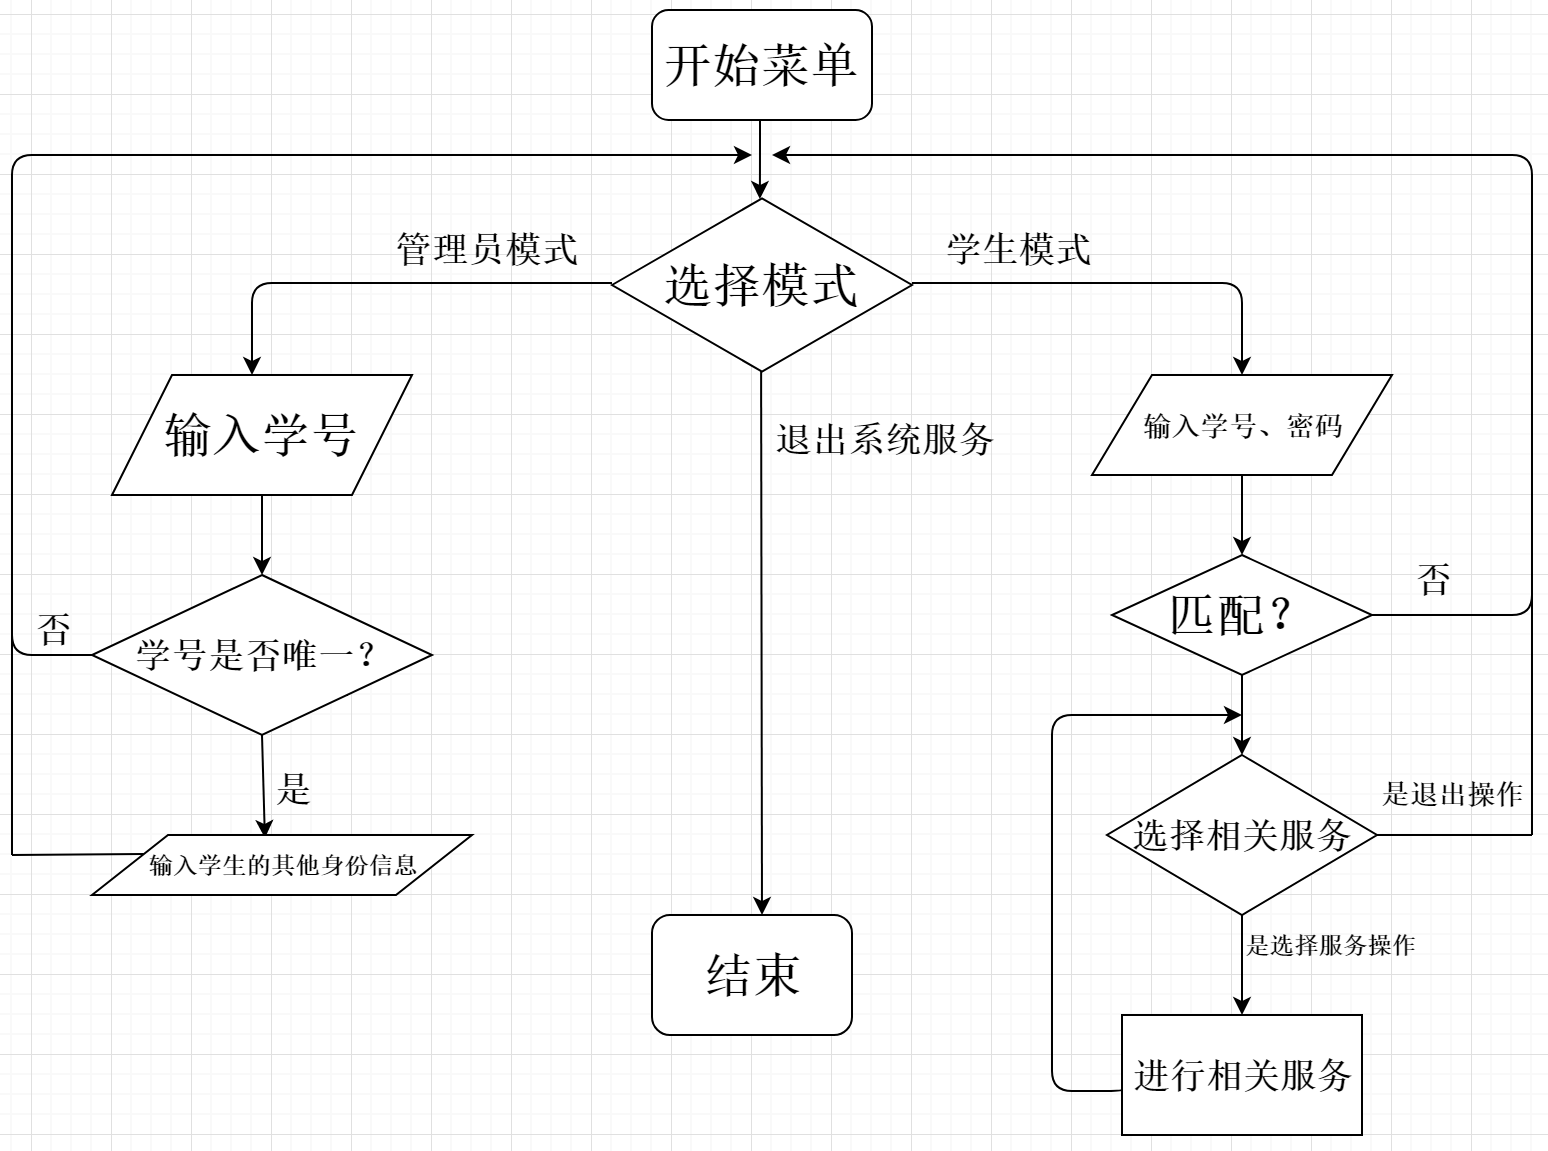 开始菜单
管理员模式
学生模式
选择模式
输入学号
退出系统服务
输入学号、密码
否
匹配?
否
学号是否唯一?
是
是退出操作
选择相关服务
输入学生的其他身份信息
是选择服务操作
结束
进行相关服务